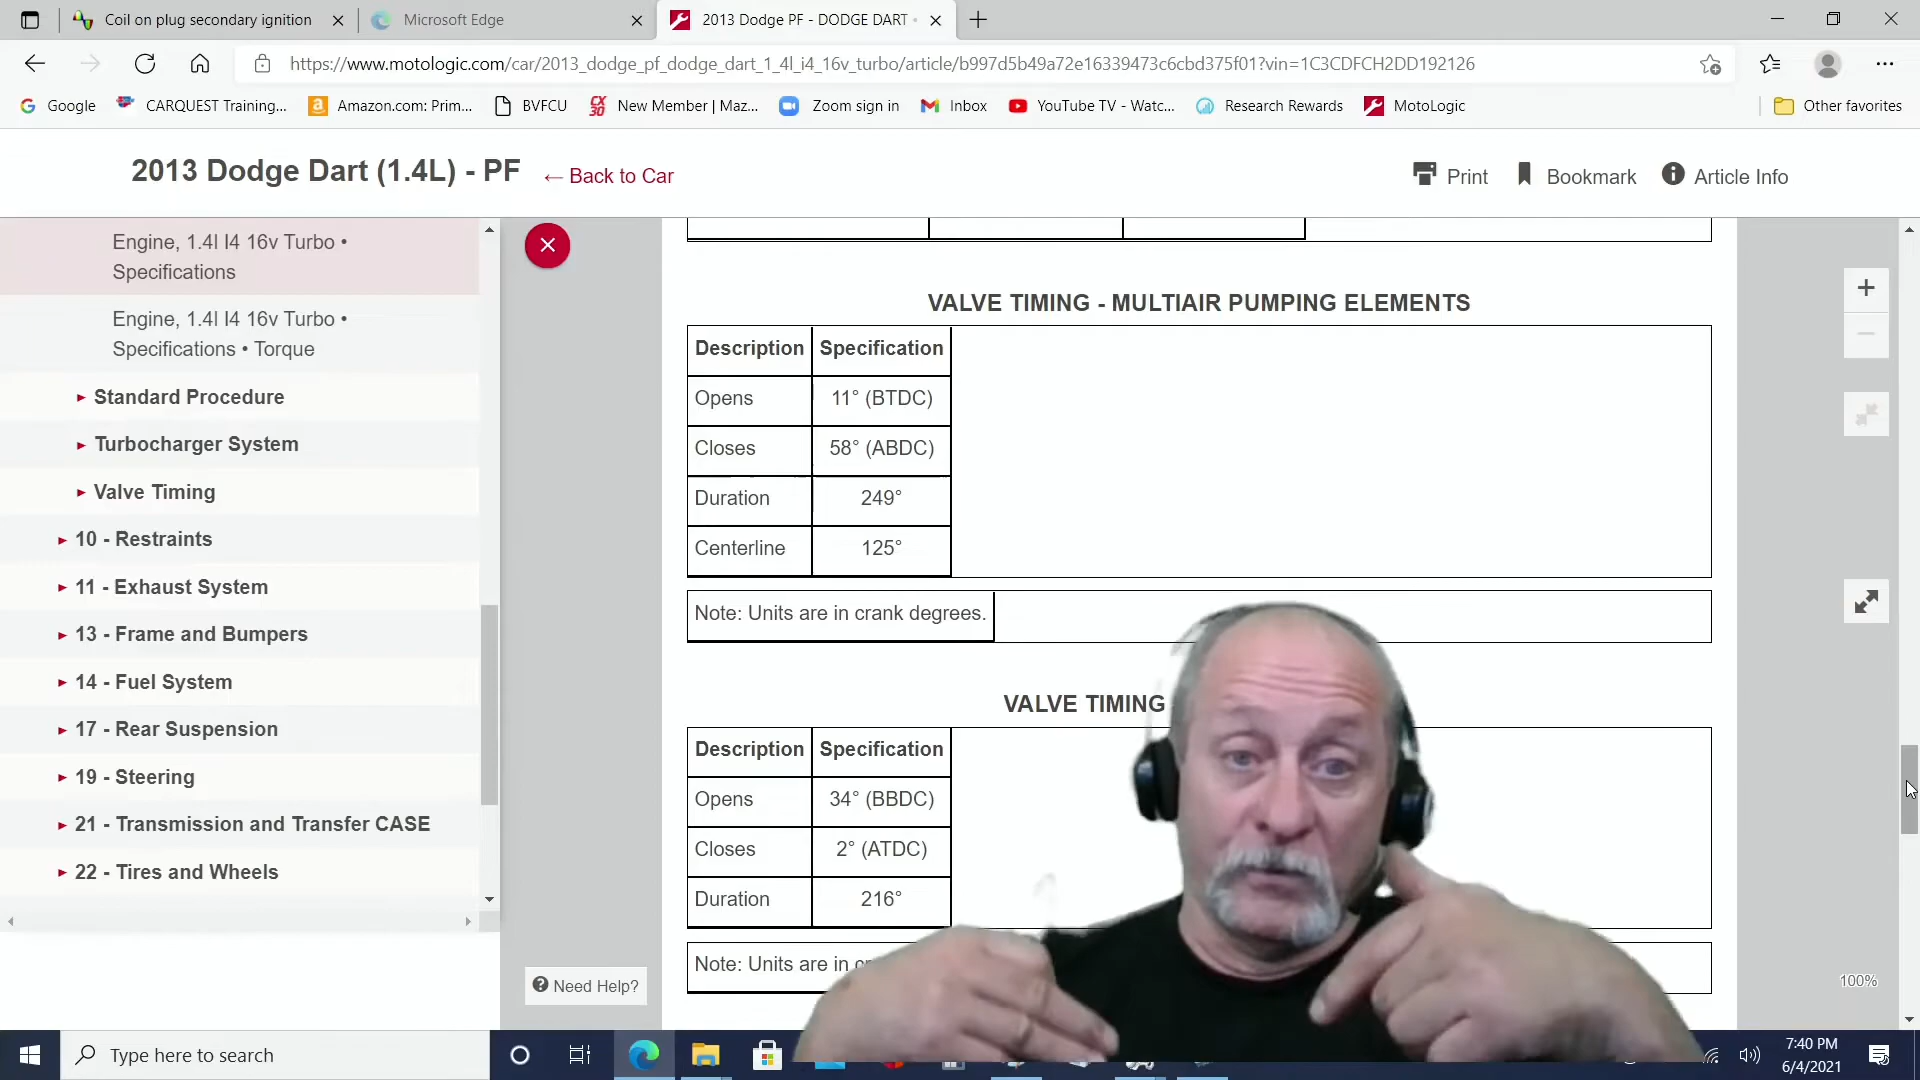 Coil on plug secondary ignition
Microsoft Edge
2013 Dodge PF - DODGE DART
https://www.motologic.com/car/2013_dodge_pf_dodge_dart_1_4l_i4_16v_turbo/article/b997d5b49a72e16339473c6cbd375f01?vin=1C3CDFCH2DD192126
Google
CARQUEST Training...
Amazon.com: Prim...
BVFCU
New Member | Maz...
Zoom sign in
Inbox
YouTube TV - Watc...
Research Rewards
MotoLogic
Other favorites
2013 Dodge Dart (1.4L) - PF
← Back to Car
Print
Bookmark
Article Info
Engine, 1.4l I4 16v Turbo •
Specifications
Engine, 1.4l I4 16v Turbo •
Specifications • Torque
Standard Procedure
Turbocharger System
Valve Timing
10 - Restraints
11 - Exhaust System
13 - Frame and Bumpers
14 - Fuel System
17 - Rear Suspension
19 - Steering
21 - Transmission and Transfer CASE
22 - Tires and Wheels
VALVE TIMING - MULTIAIR PUMPING ELEMENTS
Description Specification
Opens 11° (BTDC)
Closes 58° (ABDC)
Duration 249°
Centerline 125°
Note: Units are in crank degrees.
VALVE TIMING
Description Specification
Opens 34° (BBDC)
Closes 2° (ATDC)
Duration 216°
Note: Units are in
Need Help?
100%
Type here to search
7:40 PM
6/4/2021